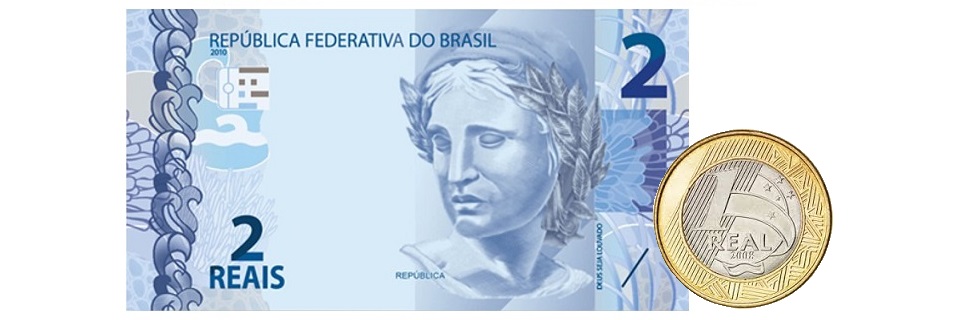 REPÚBLICA FEDERATIVA DO BRASIL
2010
2
2
REAIS
REPÚBLICA
DEUS SEJA LOUVADO
1
REAL
2008